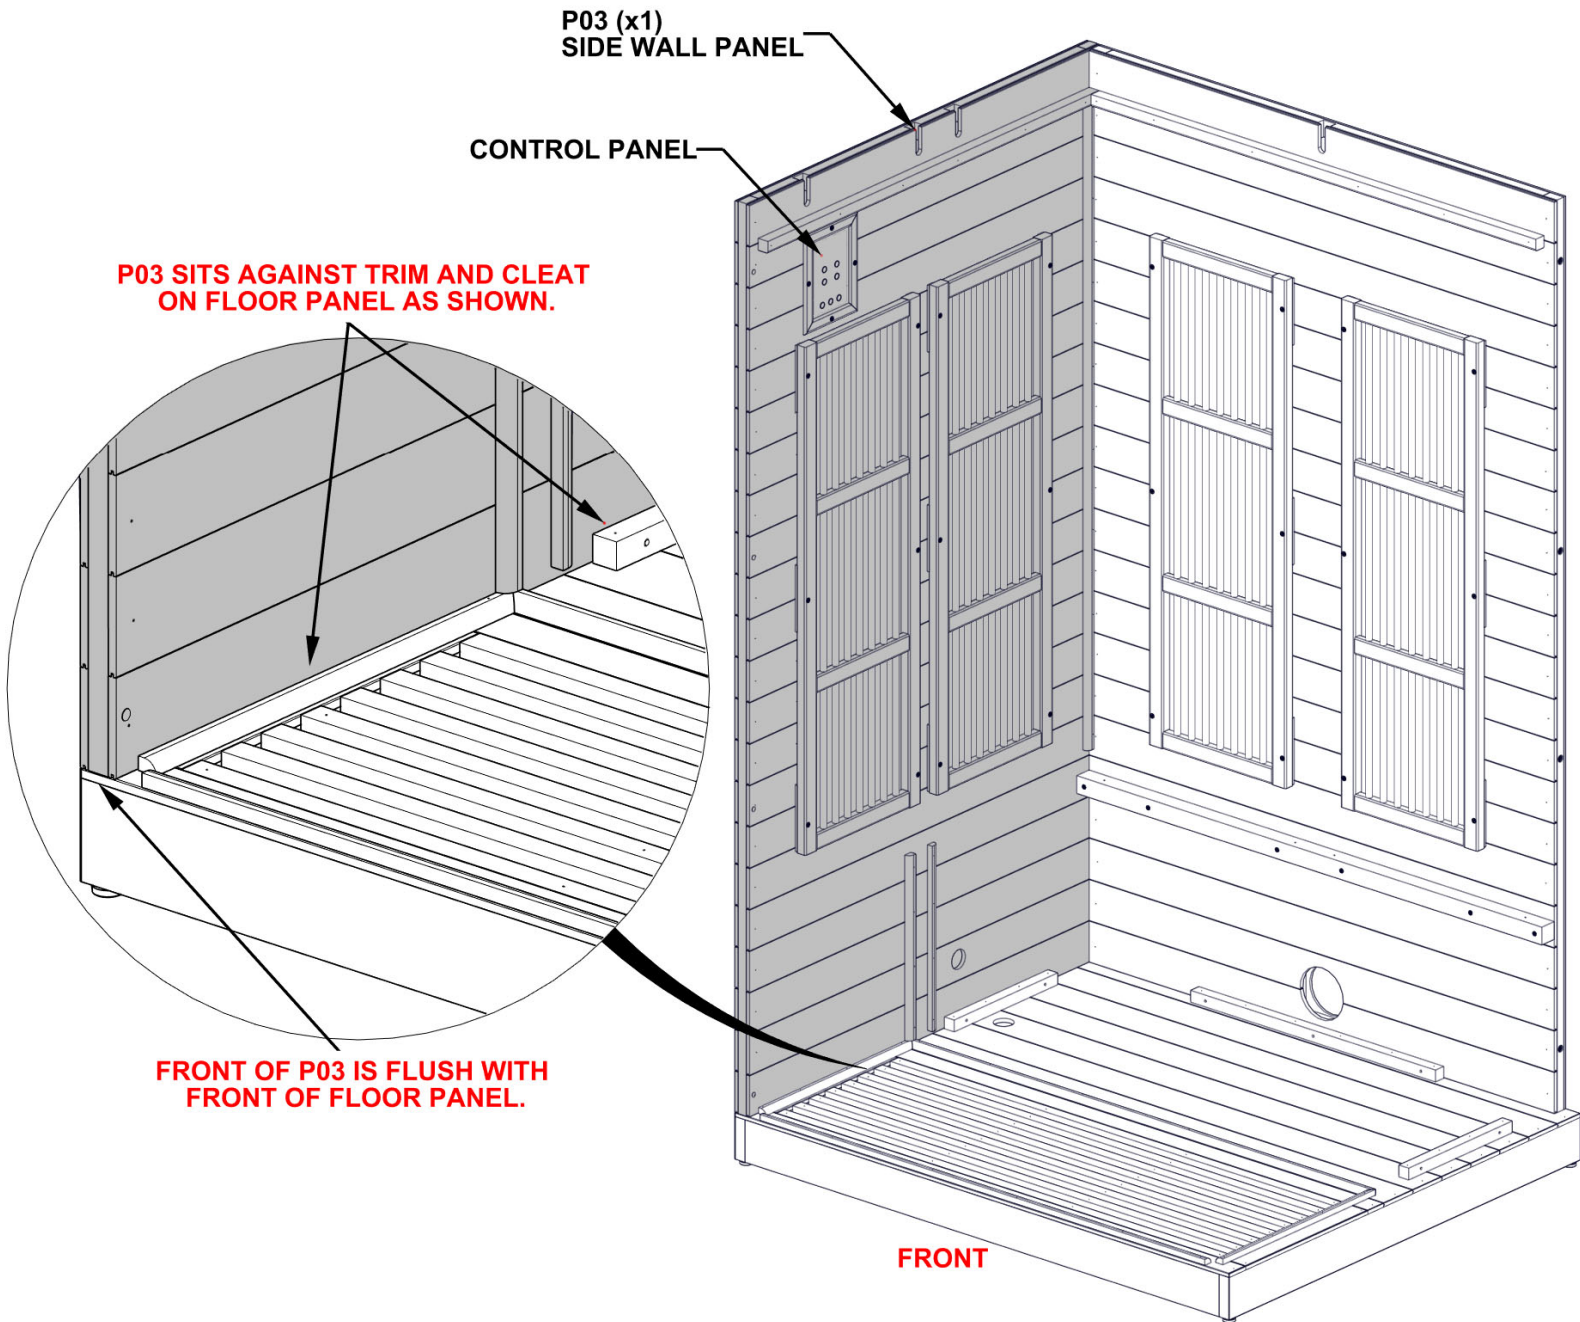 P03 (x1)
SIDE WALL PANEL
CONTROL PANEL
P03 SITS AGAINST TRIM AND CLEAT
ON FLOOR PANEL AS SHOWN.
FRONT OF P03 IS FLUSH WITH
FRONT OF FLOOR PANEL.
FRONT